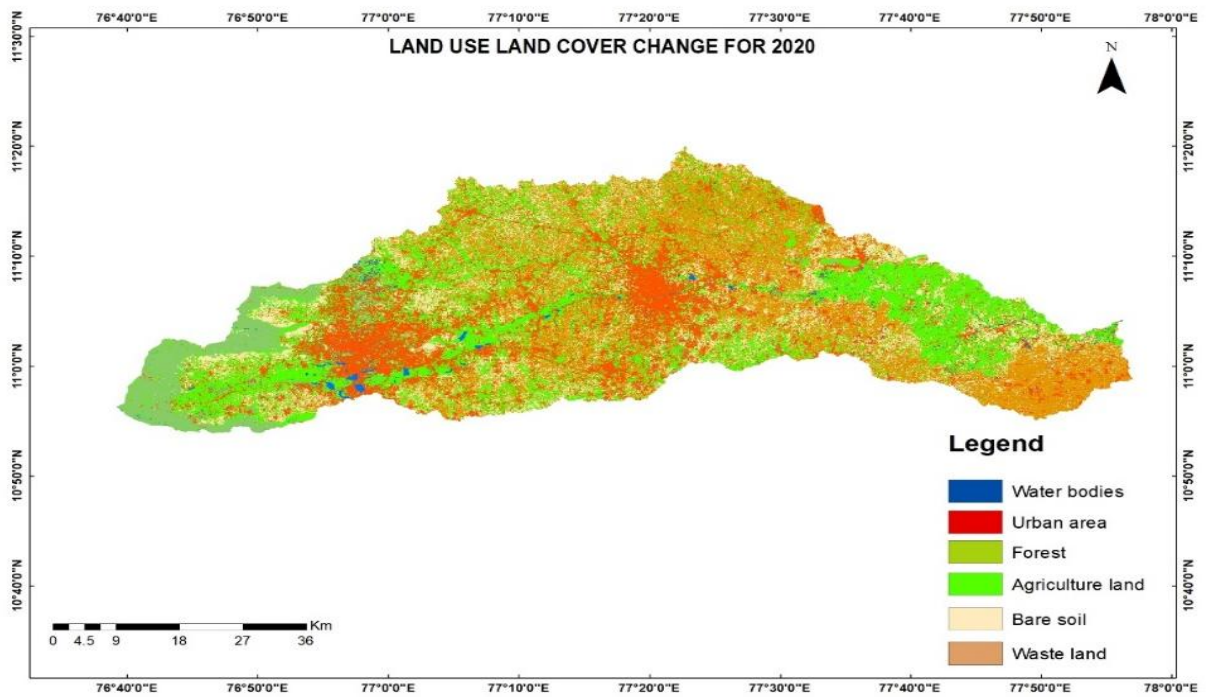 76°40'0"E 76°50'0"E 77°0'0"E 77°10'0"E 77°20'0"E 77°30'0"E 77°40'0"E 77°50'0"E 78°0'0"E
LAND USE LAND COVER CHANGE FOR 2020
N
11°30'0"N 11°30'0"N
11°20'0"N 11°20'0"N
11°10'0"N 11°10'0"N
11°0'0"N 11°0'0"N
10°50'0"N 10°50'0"N
10°40'0"N 10°40'0"N
Legend
Water bodies
Urban area
Forest
Agriculture land
Bare soil
Waste land
Km
0 4.5 9 18 27 36
76°40'0"E 76°50'0"E 77°0'0"E 77°10'0"E 77°20'0"E 77°30'0"E 77°40'0"E 77°50'0"E 78°0'0"E